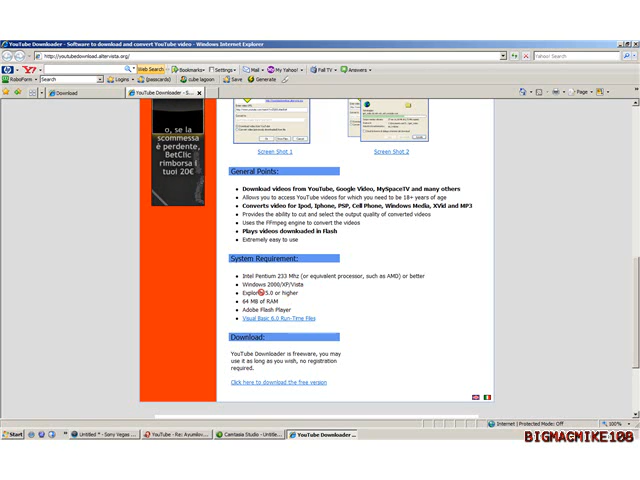 YouTube Downloader - Software to download and convert YouTube video - Windows Internet Explorer
http://youtubedownload.altervista.org/
Yahoo! Search
Web Search Bookmarks Settings Mail My Yahoo! Fall TV Answers
RoboForm Search Logins (passcards) cube lagoon Save Generate
Download YouTube Downloader - S... Page
o, se la
scommessa
è perdente,
BetClic
rimborsa i
tuoi 20€
Screen Shot 1 Screen Shot 2
General Points:
Download videos from YouTube, Google Video, MySpaceTV and many others
Allows you to access YouTube videos for which you need to be 18+ years of age
Converts video for Ipod, Iphone, PSP, Cell Phone, Windows Media, XVid and MP3
Provides the ability to cut and select the output quality of converted videos
Uses the FFmpeg engine to convert the videos
Plays videos downloaded in Flash
Extremely easy to use
System Requirement:
Intel Pentium 233 Mhz (or equivalent processor, such as AMD) or better
Windows 2000/XP/Vista
Explor 5.0 or higher
64 MB of RAM
Adobe Flash Player
Visual Basic 6.0 Run-Time Files
Download:
YouTube Downloader is freeware, you may
use it as long as you wish, no registration
required.
Click here to download the free version
Internet | Protected Mode: Off 100%
Start Untitled * - Sony Vegas ... YouTube - Re: Ayumilov... Camtasia Studio - Untitle... YouTube Downloader ...
BIGMACMIKE108